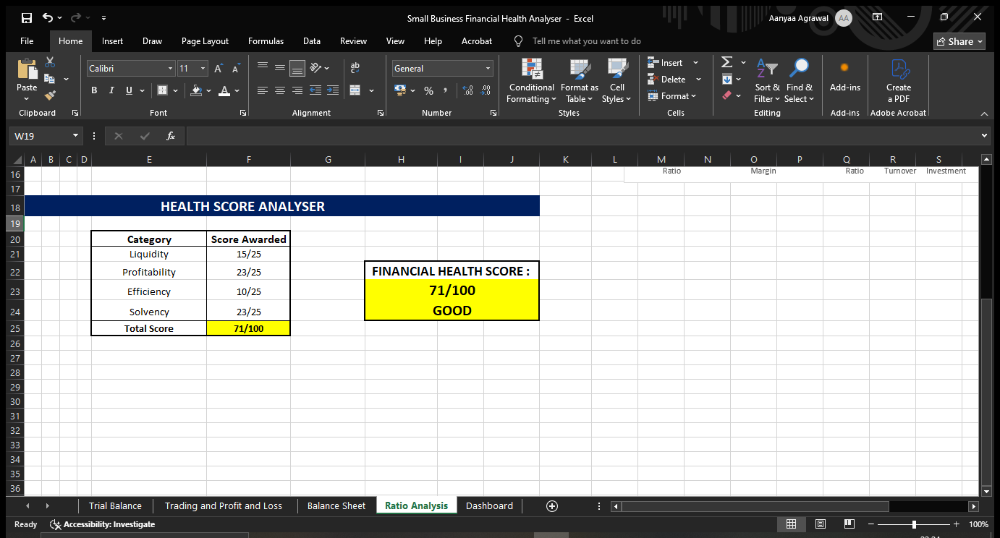 Small Business Financial Health Analyser - Excel
Aanyaa Agrawal AA
File Home Insert Draw Page Layout Formulas Data Review View Help Acrobat Tell me what you want to do Share
Calibri 11 A A ab c General Insert Σ A Z
Paste Delete Conditional Format as Cell Sort & Find & Add-ins Create
B I U A % , .00 Format Formatting Table Styles Filter Select a PDF
Clipboard Font Alignment Number Styles Cells Editing Add-ins Adobe Acrobat
W19 fx
A B C D E F G H I J K L M N O P Q R S
16 Ratio Margin Ratio Turnover Investment
17
18 HEALTH SCORE ANALYSER
19
20 Category Score Awarded
21 Liquidity 15/25
22 Profitability 23/25 FINANCIAL HEALTH SCORE :
23 Efficiency 10/25 71/100
24 Solvency 23/25 GOOD
25 Total Score 71/100
26
27
28
29
30
31
32
33
34
35
36
Trial Balance Trading and Profit and Loss Balance Sheet Ratio Analysis Dashboard
Ready Accessibility: Investigate 100%